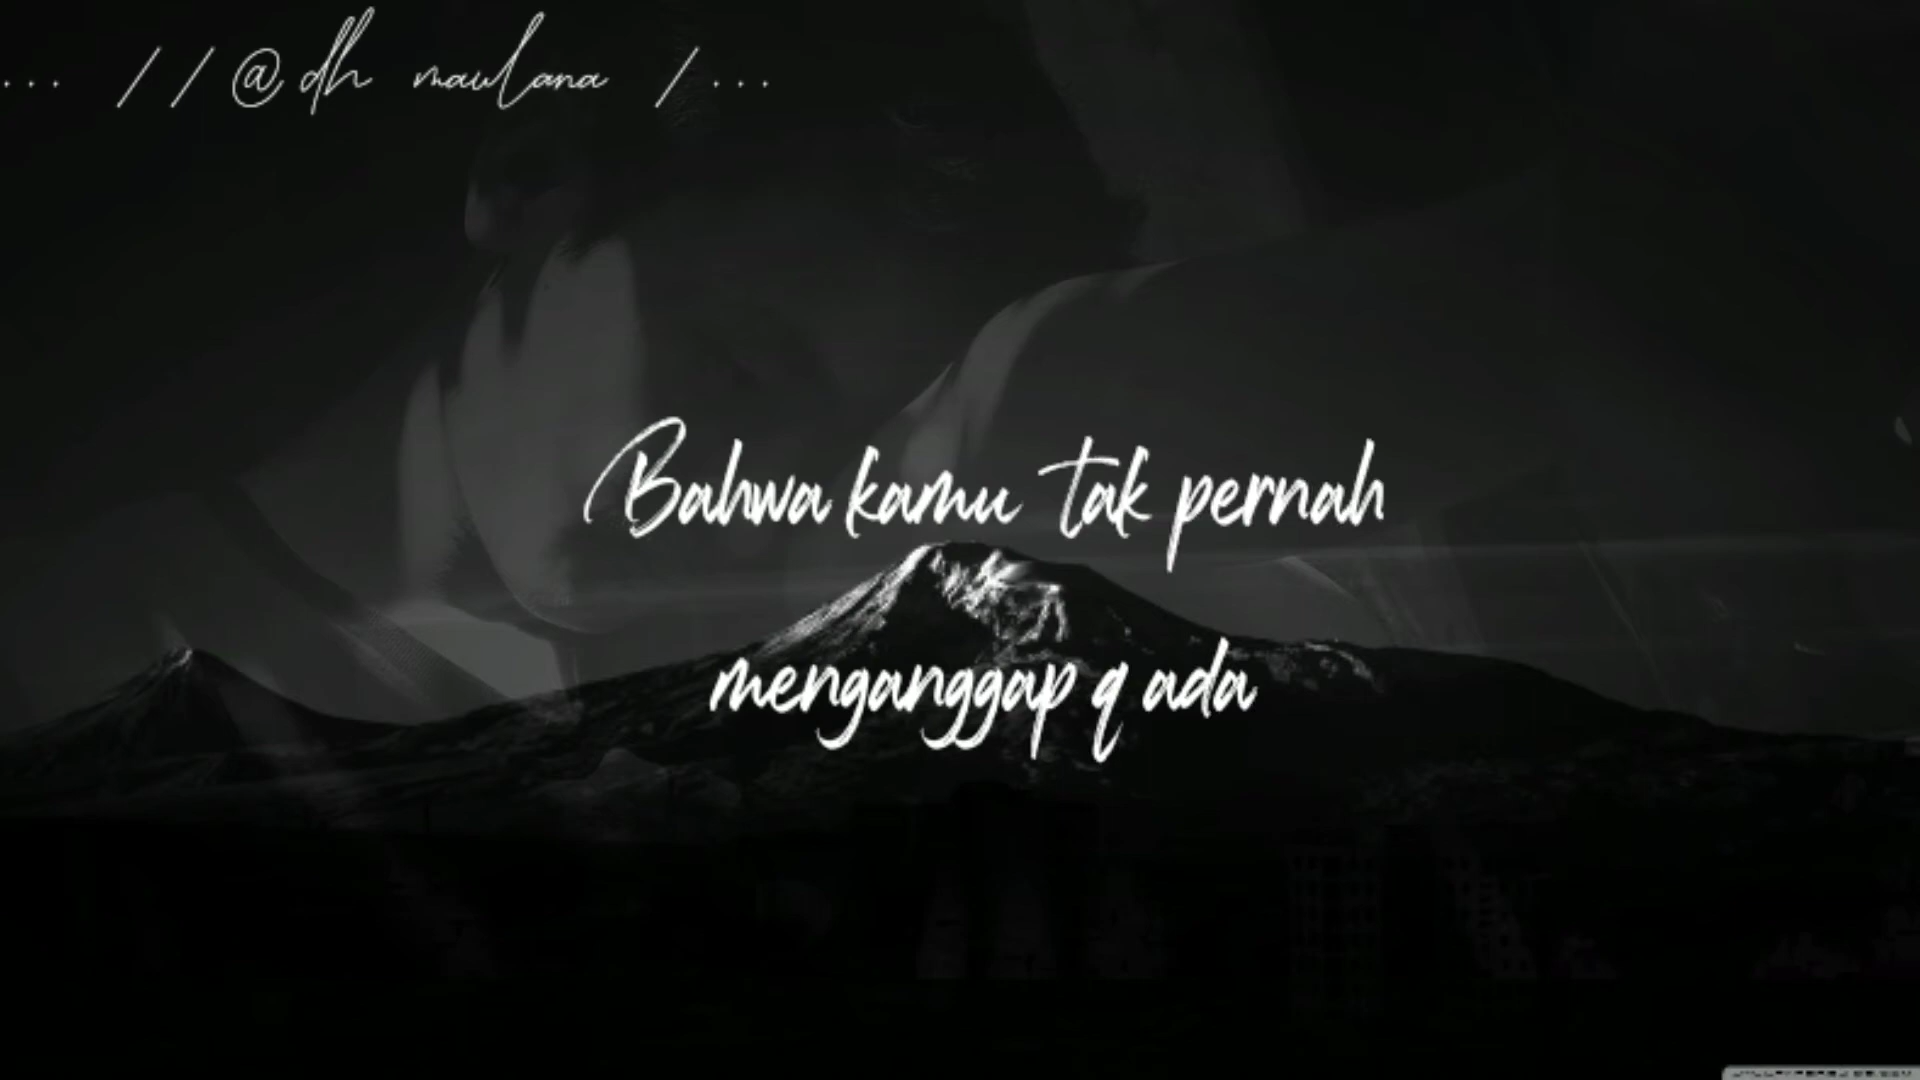 ... //@dh maulana /...
Bahwa kamu tak pernah
menganggap q ada